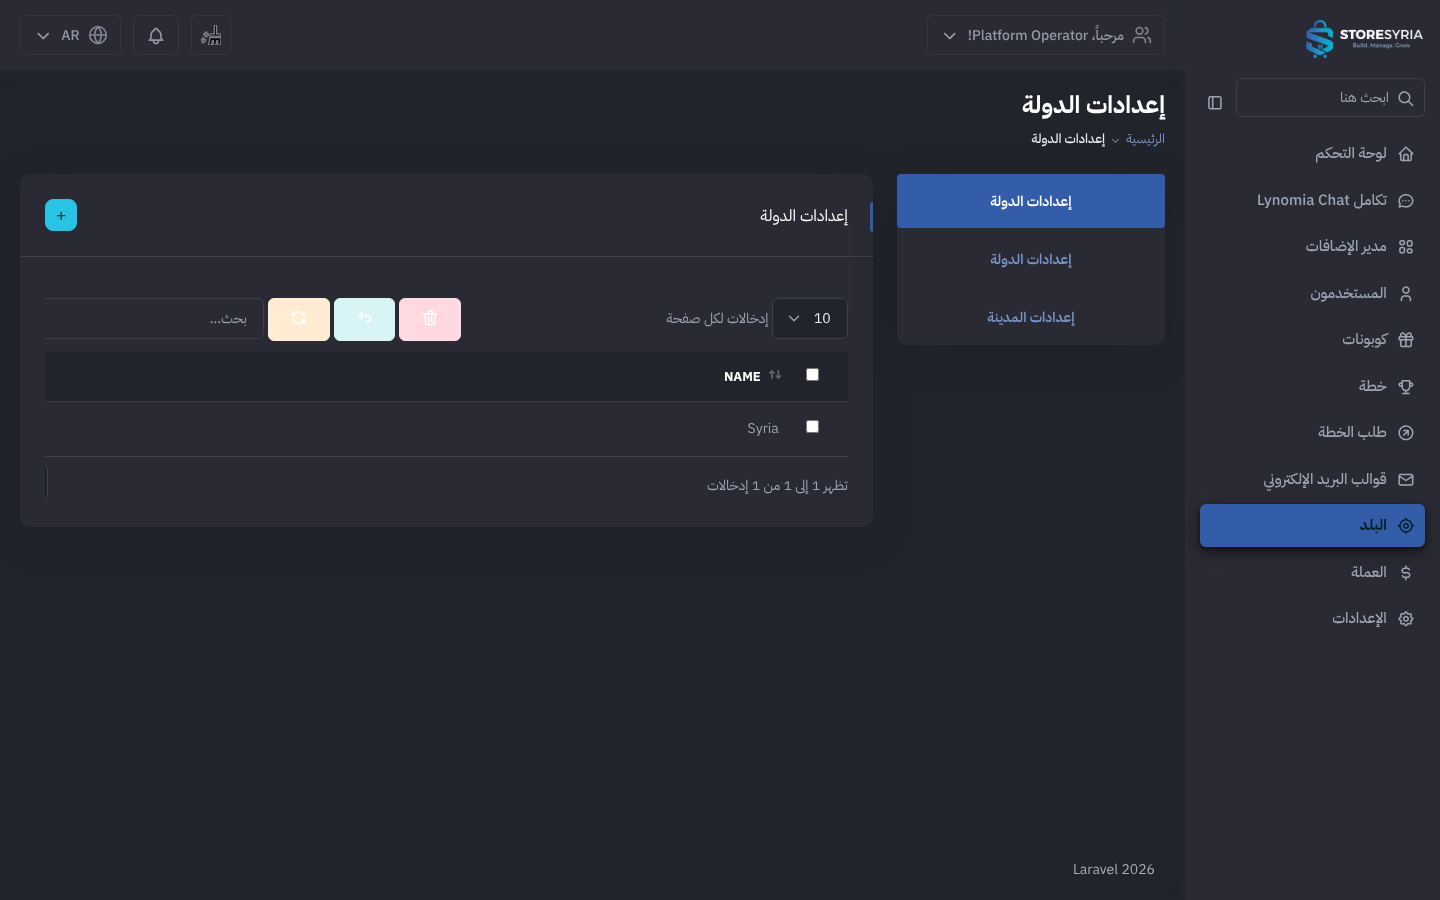 STORESYRIA
Build. Manage. Grow
مرحباً، Platform Operator!
AR
ابحث هنا
لوحة التحكم
تكامل Lynomia Chat
مدير الإضافات
المستخدمون
كوبونات
خطة
طلب الخطة
قوالب البريد الإلكتروني
البلد
العملة
الإعدادات
إعدادات الدولة
الرئيسية
إعدادات الدولة
إعدادات الدولة
إعدادات الدولة
إعدادات المدينة
إعدادات الدولة
+
10
إدخالات لكل صفحة
بحث...
NAME
Syria
تظهر 1 إلى 1 من 1 إدخالات
Laravel 2026